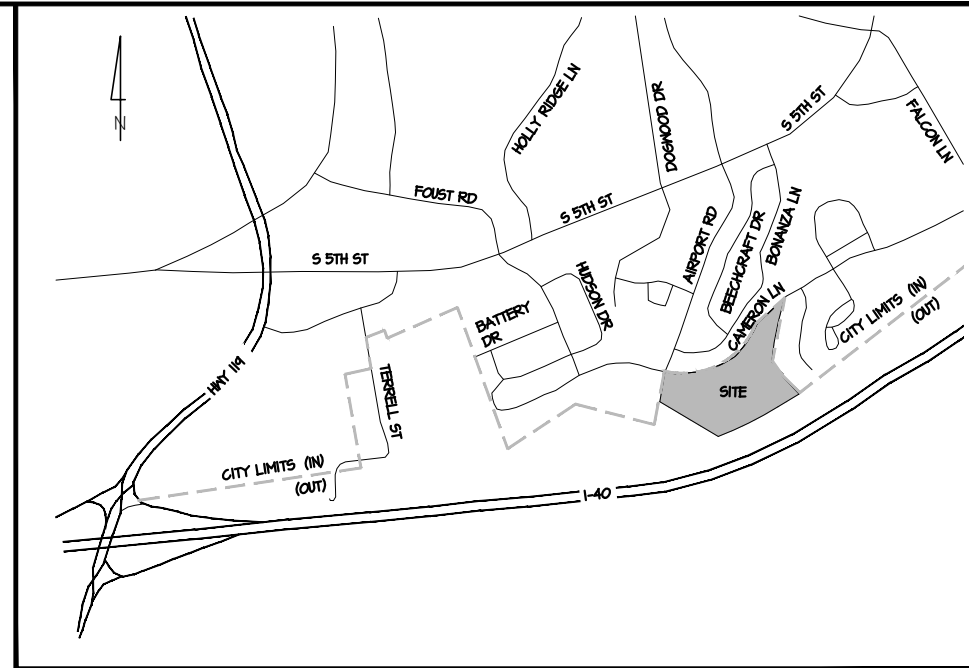 N
HOLLY RIDGE LN
DOGWOOD DR
S 5TH ST
FALCON LN
FOUST RD
S 5TH ST
S 5TH ST
AIRPORT RD
BEECHCRAFT DR
BONANZA LN
HUDSON DR
CAMERON LN
BATTERY
DR
CITY LIMITS (IN)
(OUT)
HWY 119
TERRELL ST
SITE
CITY LIMITS (IN)
(OUT)
I-40